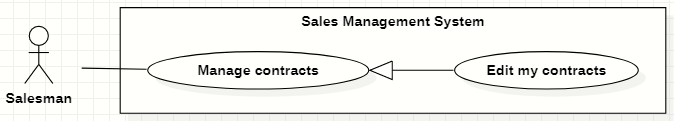 Sales Management System
Manage contracts
Edit my contracts
Salesman